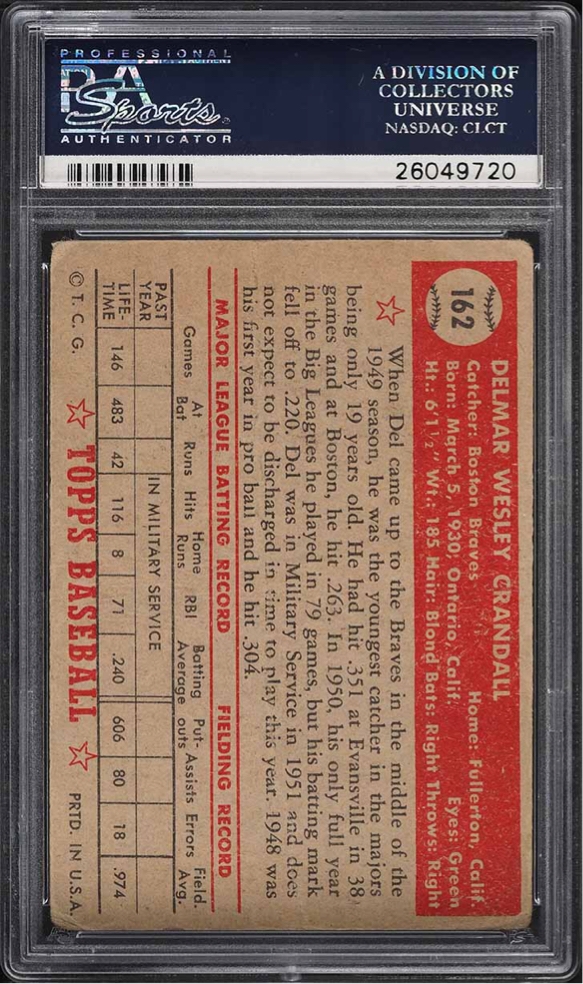 PROFESSIONAL
PSA
Sports
AUTHENTICATOR
A DIVISION OF
COLLECTORS
UNIVERSE
NASDAQ: CLCT
26049720
162
DELMAR WESLEY CRANDALL
Catcher: Boston Braves Home: Fullerton, Calif.
Born: March 5, 1930, Ontario, Calif. Eyes: Green
Ht.: 6'1½" Wt.: 185 Hair: Blond Bats: Right Throws: Right
When Del came up to the Braves in the middle of the
1949 season, he was the youngest catcher in the majors
being only 19 years old. He had hit .351 at Evansville in 38
games and at Boston, he hit .263. In 1950, his only full year
in the Big Leagues he played in 79 games, but his batting mark
fell off to .220. Del was in Military Service in 1951 and does
not expect to be discharged in time to play this year. 1948 was
his first year in pro ball and he hit .304.
MAJOR LEAGUE BATTING RECORD FIELDING RECORD
Games At Bat Runs Hits Home Runs RBI Batting Average Put-outs Assists Errors Field. Avg.
PAST YEAR IN MILITARY SERVICE
LIFE-TIME 146 483 42 116 8 71 .240 606 80 18 .974
© T. C. G. ☆ TOPPS BASEBALL ☆ PRTD. IN U.S.A.